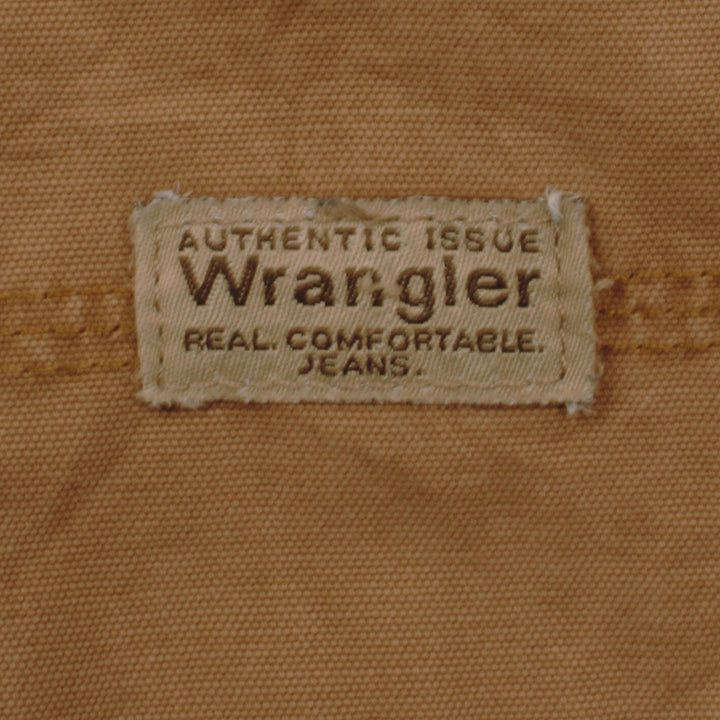 AUTHENTIC ISSUE
Wrangler
REAL. COMFORTABLE.
JEANS.